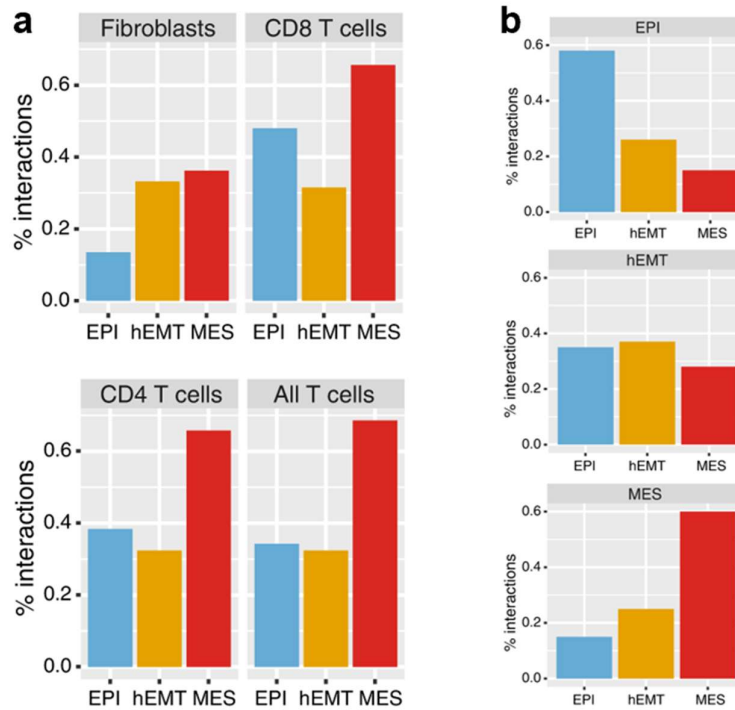 a
Fibroblasts CD8 T cells
% interactions
0.6
0.4
0.2
0.0
EPI hEMT MES EPI hEMT MES
CD4 T cells All T cells
% interactions
0.6
0.4
0.2
0.0
EPI hEMT MES EPI hEMT MES
b
EPI
% interactions
0.6
0.4
0.2
0.0
EPI hEMT MES
hEMT
% interactions
0.6
0.4
0.2
0.0
EPI hEMT MES
MES
% interactions
0.6
0.4
0.2
0.0
EPI hEMT MES